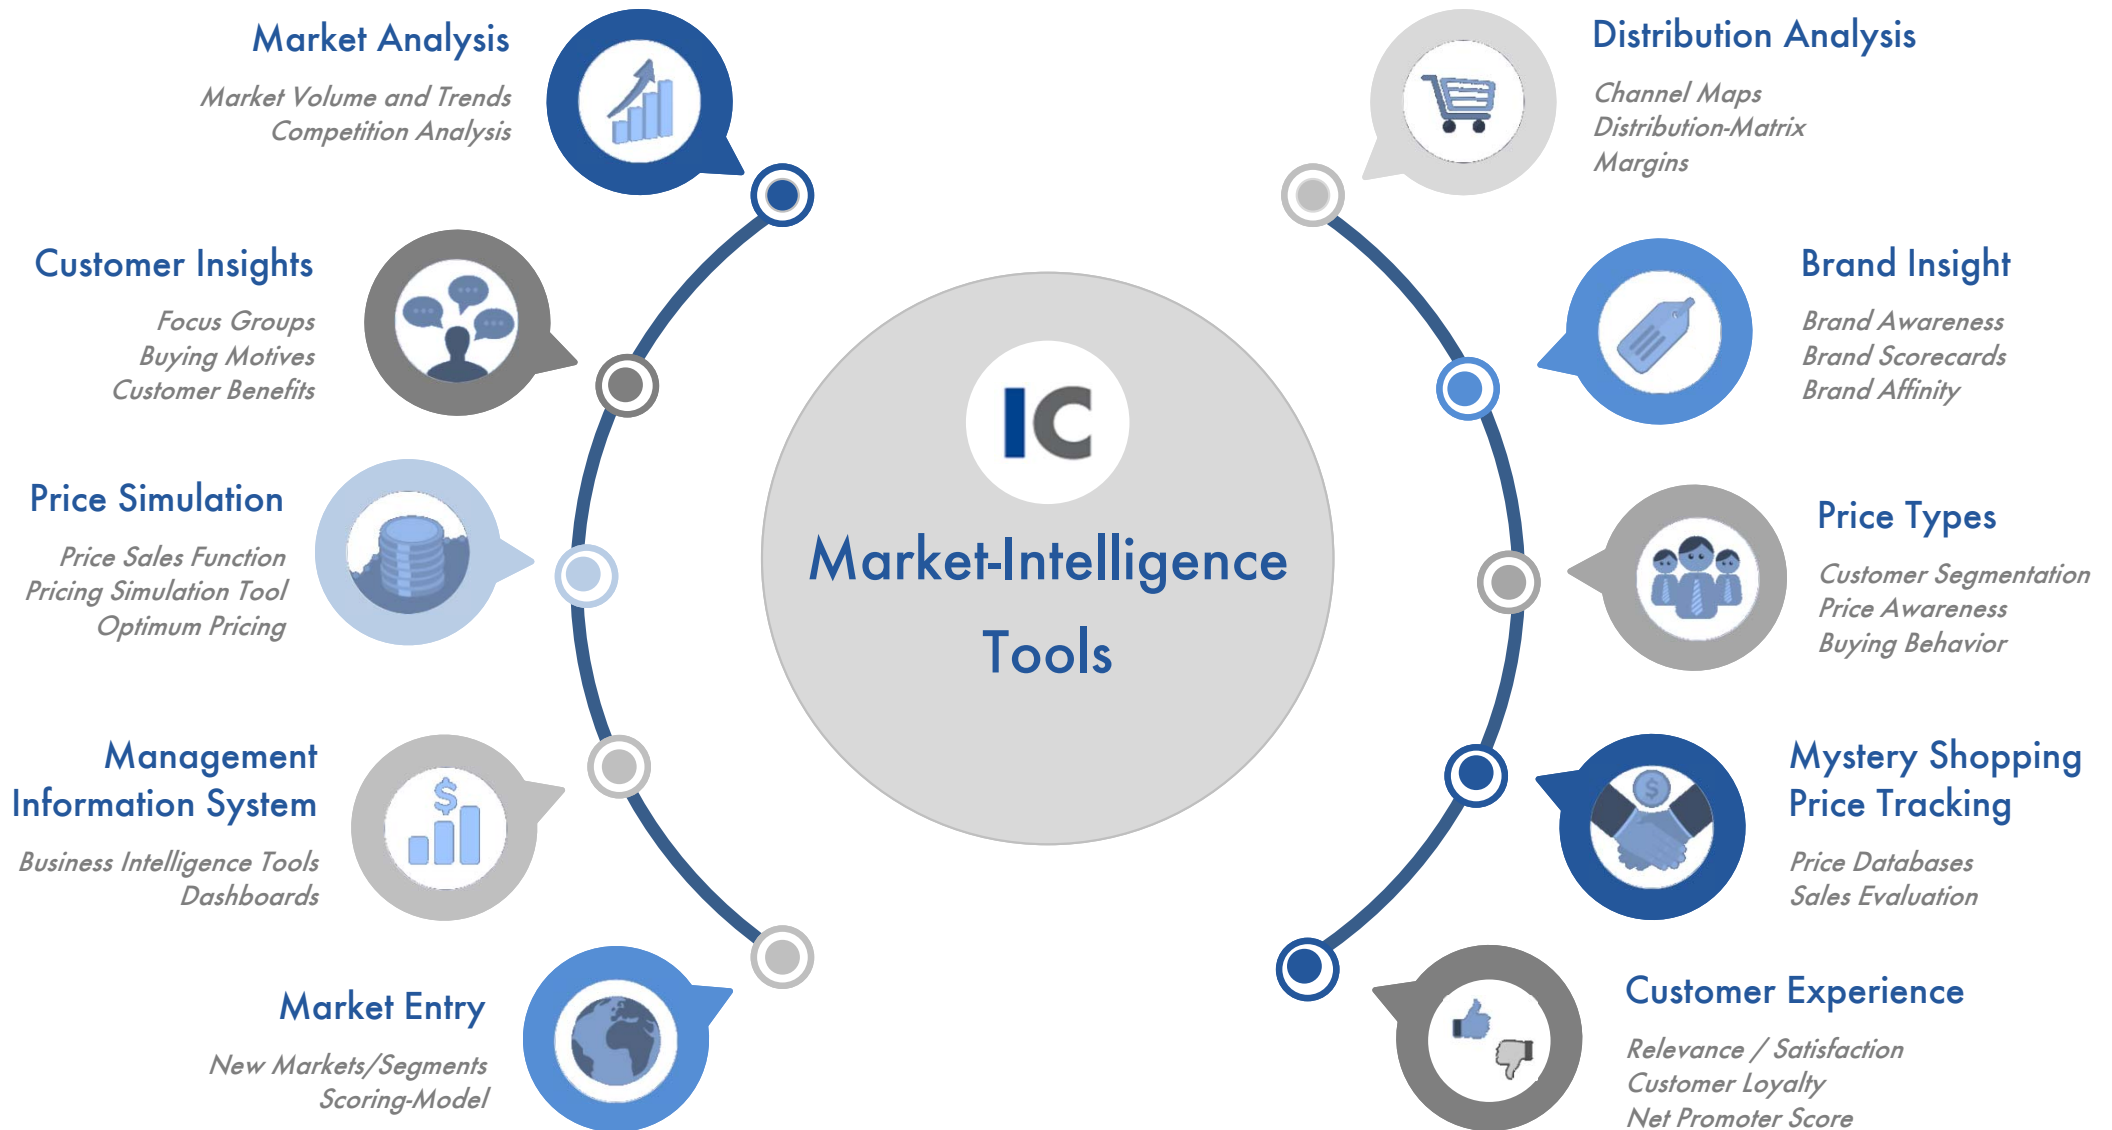 Market Analysis
Market Volume and Trends
Competition Analysis
Customer Insights
Focus Groups
Buying Motives
Customer Benefits
Price Simulation
Price Sales Function
Pricing Simulation Tool
Optimum Pricing
Management
Information System
Business Intelligence Tools
Dashboards
Market Entry
New Markets/Segments
Scoring-Model
IC
Market-Intelligence
Tools
Distribution Analysis
Channel Maps
Distribution-Matrix
Margins
Brand Insight
Brand Awareness
Brand Scorecards
Brand Affinity
Price Types
Customer Segmentation
Price Awareness
Buying Behavior
Mystery Shopping
Price Tracking
Price Databases
Sales Evaluation
Customer Experience
Relevance / Satisfaction
Customer Loyalty
Net Promoter Score
$
$